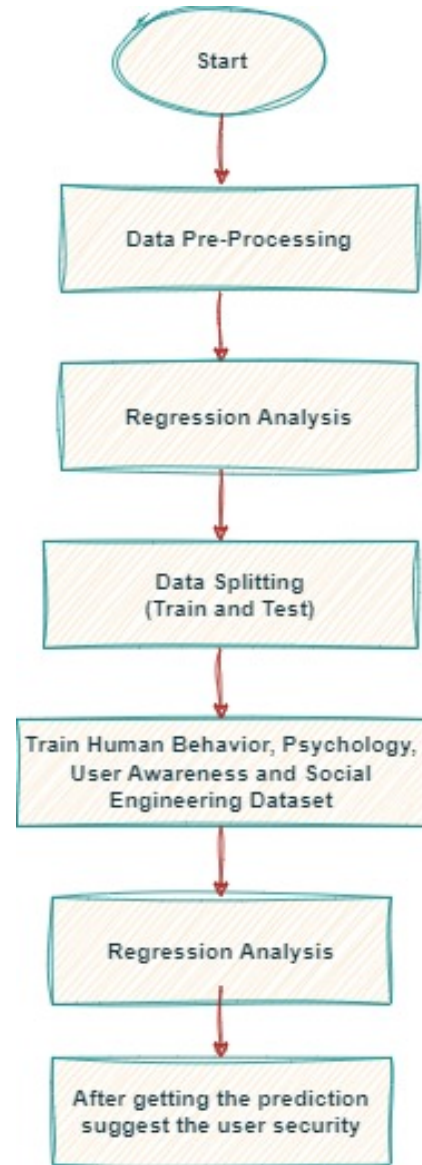 Start
Data Pre-Processing
Regression Analysis
Data Splitting
(Train and Test)
Train Human Behavior, Psychology,
User Awareness and Social
Engineering Dataset
Regression Analysis
After getting the prediction
suggest the user security